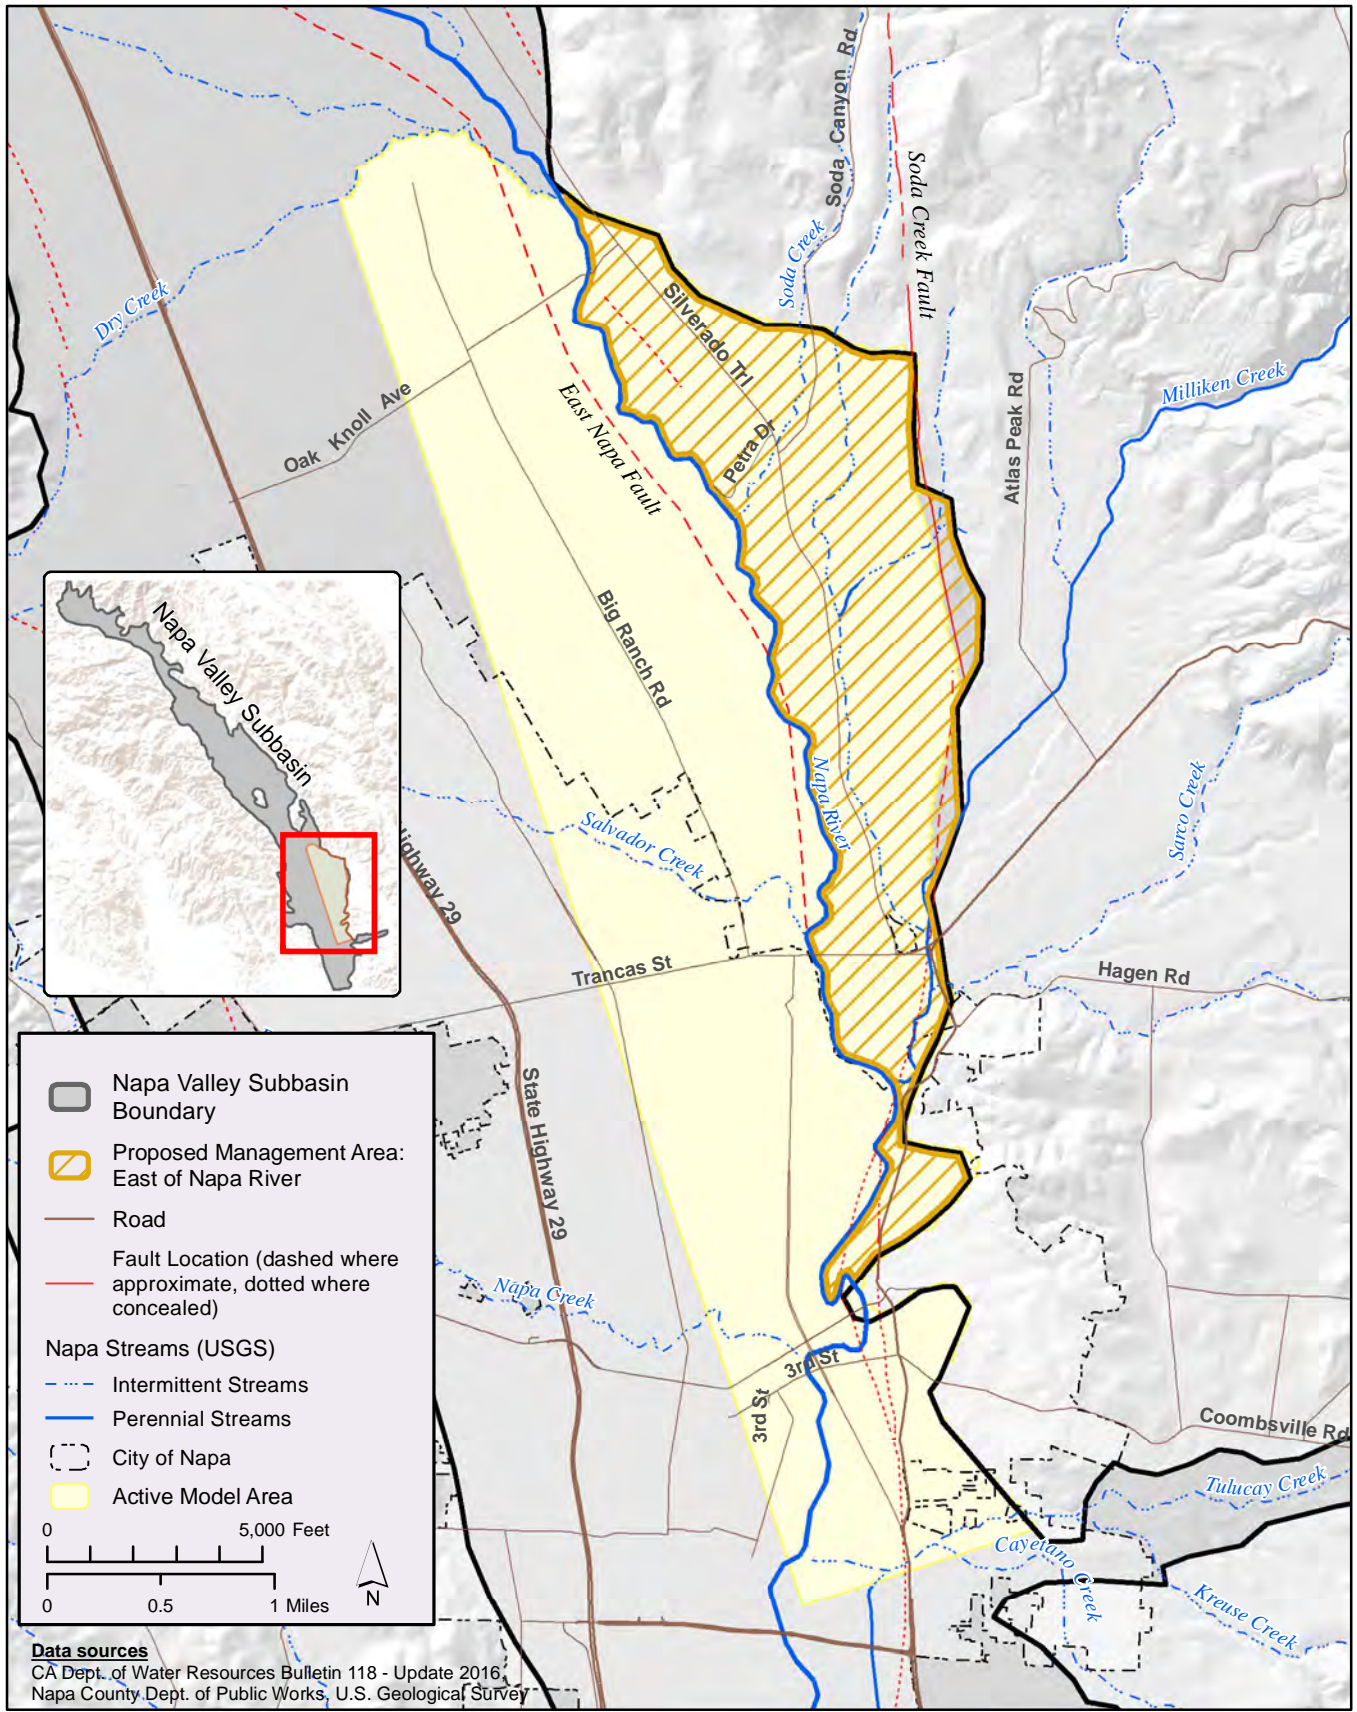 Soda Canyon Rd
Soda Creek Fault
Soda Creek
Dry Creek
Silverado Trl
Milliken Creek
Atlas Peak Rd
Oak Knoll Ave
East Napa Fault
Petra Dr
Big Ranch Rd
Napa Valley Subbasin
Napa River
Sarco Creek
Salvador Creek
Highway 29
Trancas St
Hagen Rd
State Highway 29
Napa Creek
3rd St
3rd St
Coombsville Rd
Tulucay Creek
Cayetano Creek
Kreuse Creek
Napa Valley Subbasin
Boundary
Proposed Management Area:
East of Napa River
Road
Fault Location (dashed where
approximate, dotted where
concealed)
Napa Streams (USGS)
Intermittent Streams
Perennial Streams
City of Napa
Active Model Area
0 5,000 Feet
0 0.5 1 Miles
N
Data sources
CA Dept. of Water Resources Bulletin 118 - Update 2016,
Napa County Dept. of Public Works, U.S. Geological Survey